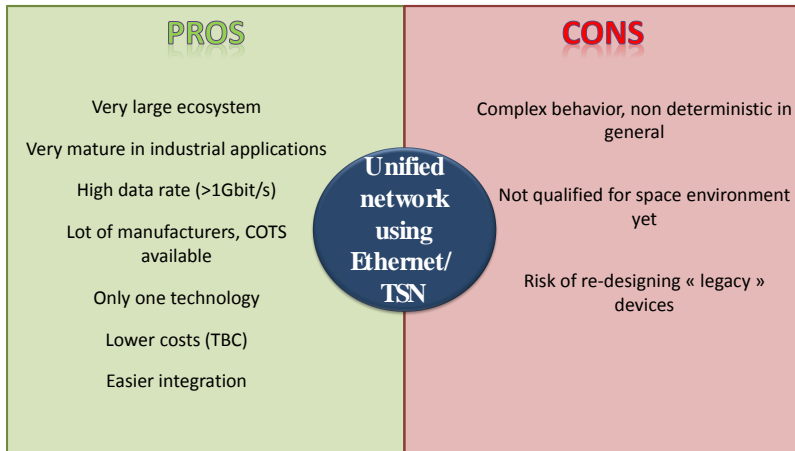 PROS
Very large ecosystem
Very mature in industrial applications
High data rate (>1Gbit/s)
Lot of manufacturers, COTS
available
Only one technology
Lower costs (TBC)
Easier integration
Unified
network
using
Ethernet/
TSN
CONS
Complex behavior, non deterministic in
general
Not qualified for space environment
yet
Risk of re-designing « legacy »
devices